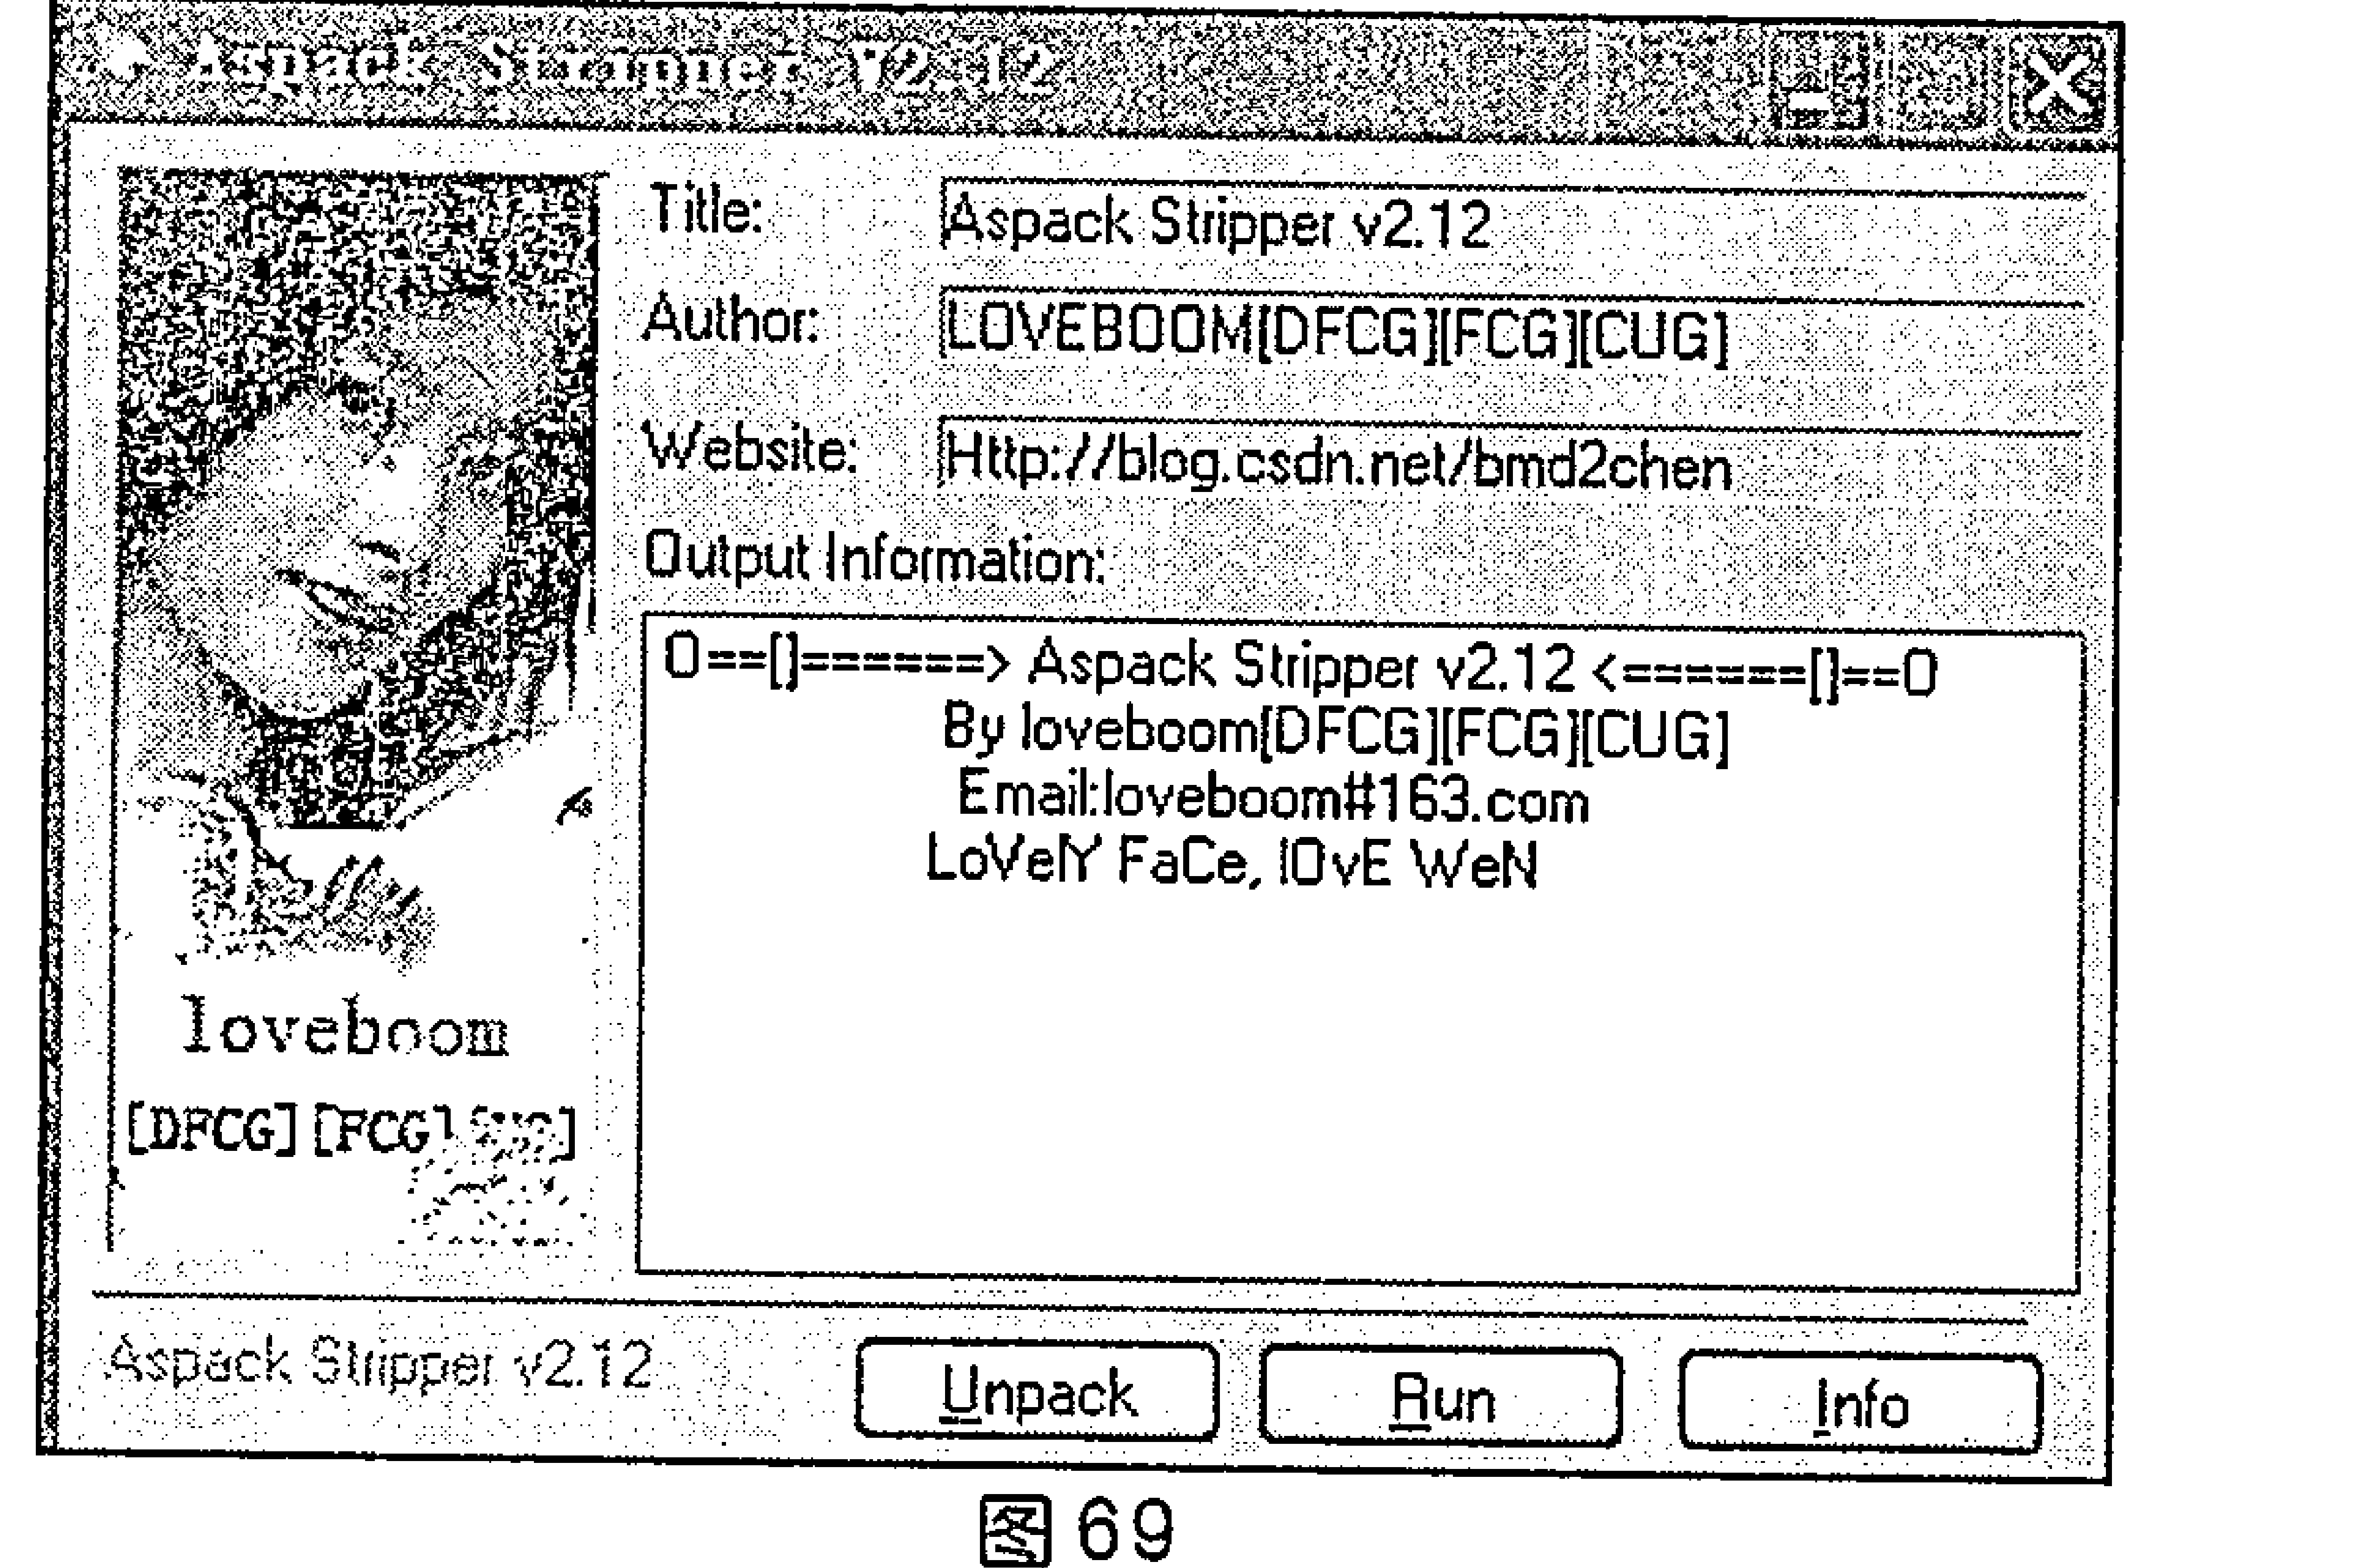 Aspack Stripper V2.12
Title: Aspack Stripper v2.12
Author: LOVEBOOM[DFCG][FCG][CUG]
Website: Http://blog.csdn.net/bmd2chen
Output Information:
O==[]======> Aspack Stripper v2.12 <======[]==O
By loveboom[DFCG][FCG][CUG]
Email:loveboom#163.com
LoVelY FaCe, lOvE WeN
loveboom
[DFCG][FCG]
Aspack Stripper v2.12
Unpack
Run
Info
图 69